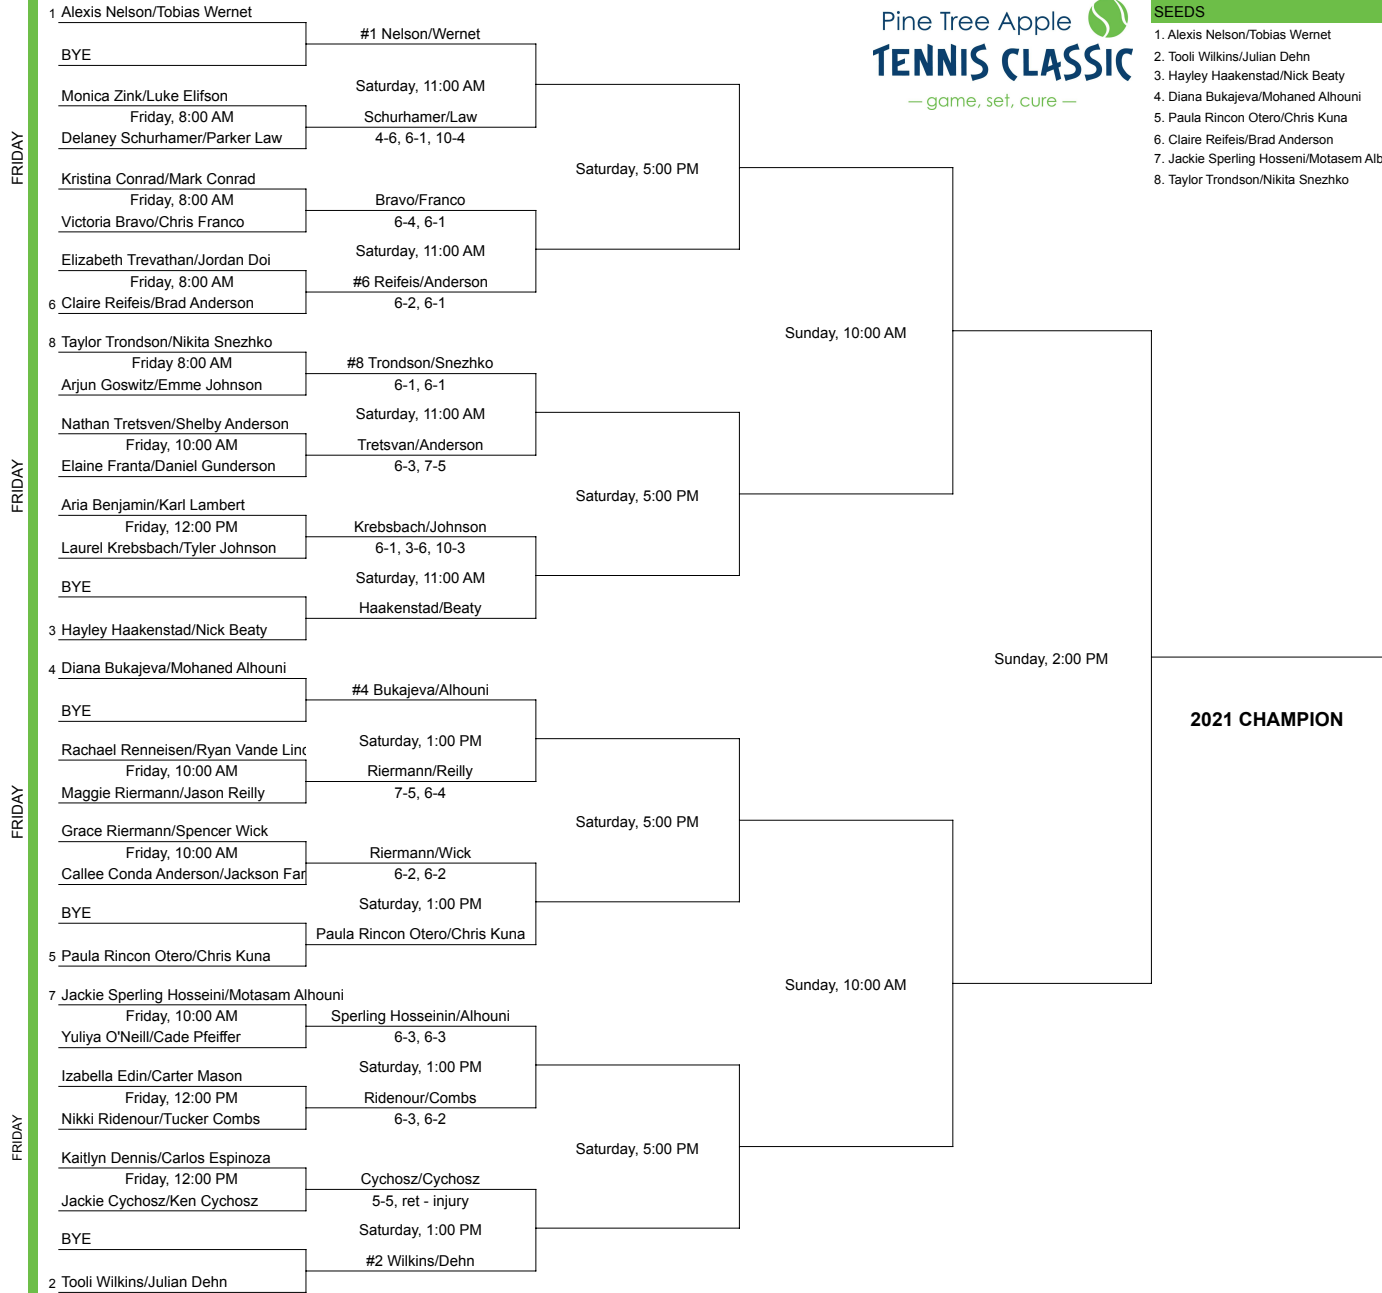 Pine Tree Apple
TENNIS CLASSIC
— game, set, cure —
SEEDS
1. Alexis Nelson/Tobias Wernet
2. Tooli Wilkins/Julian Dehn
3. Hayley Haakenstad/Nick Beaty
4. Diana Bukajeva/Mohaned Alhouni
5. Paula Rincon Otero/Chris Kuna
6. Claire Reifeis/Brad Anderson
7. Jackie Sperling Hosseni/Motasem Alb
8. Taylor Trondson/Nikita Snezhko
FRIDAY
1 Alexis Nelson/Tobias Wernet
BYE
Monica Zink/Luke Elifson
Friday, 8:00 AM
Delaney Schurhamer/Parker Law
Kristina Conrad/Mark Conrad
Friday, 8:00 AM
Victoria Bravo/Chris Franco
Elizabeth Trevathan/Jordan Doi
Friday, 8:00 AM
6 Claire Reifeis/Brad Anderson
FRIDAY
8 Taylor Trondson/Nikita Snezhko
Friday 8:00 AM
Arjun Goswitz/Emme Johnson
Nathan Tretsven/Shelby Anderson
Friday, 10:00 AM
Elaine Franta/Daniel Gunderson
Aria Benjamin/Karl Lambert
Friday, 12:00 PM
Laurel Krebsbach/Tyler Johnson
BYE
3 Hayley Haakenstad/Nick Beaty
FRIDAY
4 Diana Bukajeva/Mohaned Alhouni
BYE
Rachael Renneisen/Ryan Vande Linc
Friday, 10:00 AM
Maggie Riermann/Jason Reilly
Grace Riermann/Spencer Wick
Friday, 10:00 AM
Callee Conda Anderson/Jackson Far
BYE
5 Paula Rincon Otero/Chris Kuna
FRIDAY
7 Jackie Sperling Hosseini/Motasam Alhouni
Friday, 10:00 AM
Yuliya O'Neill/Cade Pfeiffer
Izabella Edin/Carter Mason
Friday, 12:00 PM
Nikki Ridenour/Tucker Combs
Kaitlyn Dennis/Carlos Espinoza
Friday, 12:00 PM
Jackie Cychosz/Ken Cychosz
BYE
2 Tooli Wilkins/Julian Dehn
#1 Nelson/Wernet
Saturday, 11:00 AM
Schurhamer/Law
4-6, 6-1, 10-4
Bravo/Franco
6-4, 6-1
Saturday, 11:00 AM
#6 Reifeis/Anderson
6-2, 6-1
#8 Trondson/Snezhko
6-1, 6-1
Saturday, 11:00 AM
Tretsvan/Anderson
6-3, 7-5
Krebsbach/Johnson
6-1, 3-6, 10-3
Saturday, 11:00 AM
Haakenstad/Beaty
#4 Bukajeva/Alhouni
Saturday, 1:00 PM
Riermann/Reilly
7-5, 6-4
Riermann/Wick
6-2, 6-2
Saturday, 1:00 PM
Paula Rincon Otero/Chris Kuna
Sperling Hosseinin/Alhouni
6-3, 6-3
Saturday, 1:00 PM
Ridenour/Combs
6-3, 6-2
Cychosz/Cychosz
5-5, ret - injury
Saturday, 1:00 PM
#2 Wilkins/Dehn
Saturday, 5:00 PM
Saturday, 5:00 PM
Saturday, 5:00 PM
Saturday, 5:00 PM
Sunday, 10:00 AM
Sunday, 10:00 AM
Sunday, 2:00 PM
2021 CHAMPION